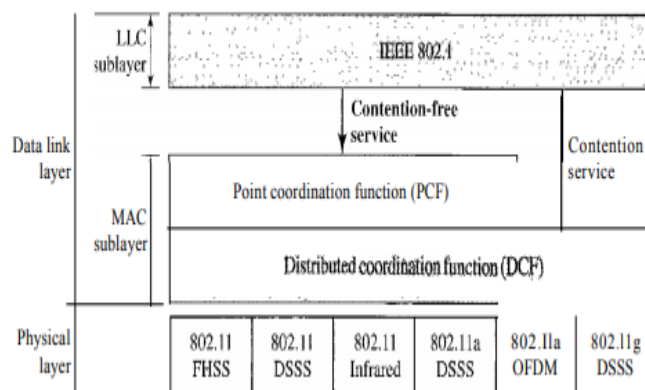 LLC
sublayer
IEEE 802.1
Contention-free
service
Data link
layer
Contention
service
Point coordination function (PCF)
MAC
sublayer
Distributed coordination function (DCF)
Physical
layer
802.11
FHSS
802.11
DSSS
802.11
Infrared
802.11a
DSSS
802.IIa
OFDM
802.IIg
DSSS